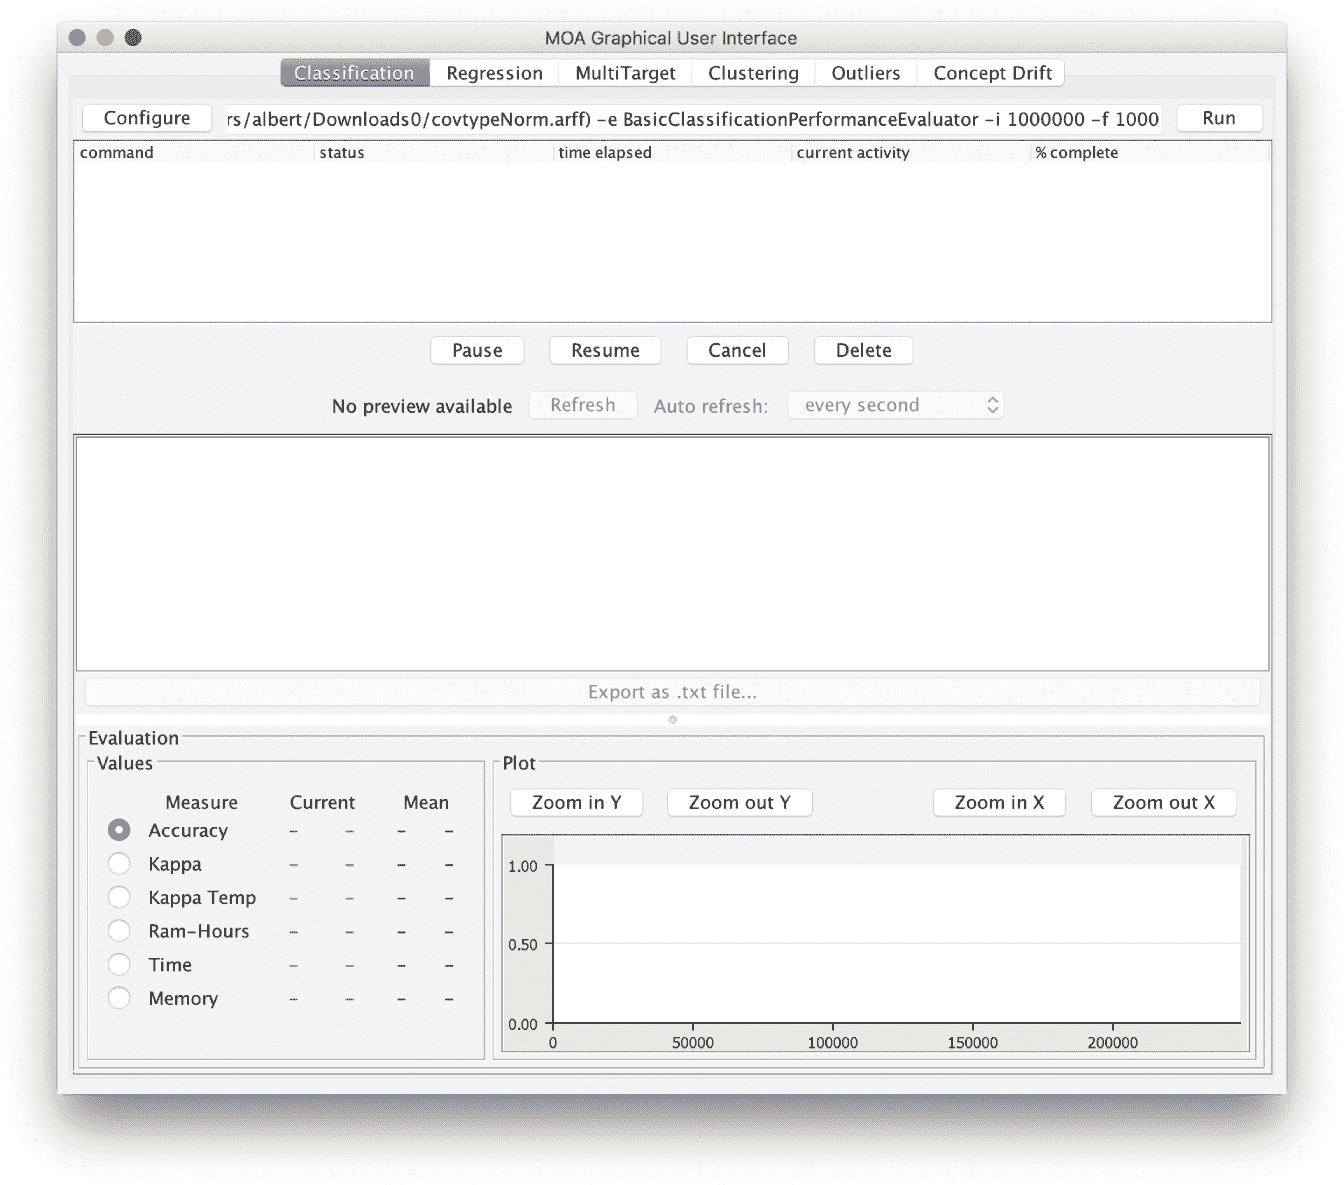 MOA Graphical User Interface
Classification Regression MultiTarget Clustering Outliers Concept Drift
Configure rs/albert/Downloads0/covtypeNorm.arff) -e BasicClassificationPerformanceEvaluator -i 1000000 -f 1000 Run
command status time elapsed current activity % complete
Pause Resume Cancel Delete
No preview available Refresh Auto refresh: every second
Export as .txt file...
Evaluation
Values
Measure Current Mean
Accuracy - - - -
Kappa - - - -
Kappa Temp - - - -
Ram-Hours - - - -
Time - - - -
Memory - - - -
Plot
Zoom in Y Zoom out Y Zoom in X Zoom out X
1.00
0.50
0.00
0 50000 100000 150000 200000